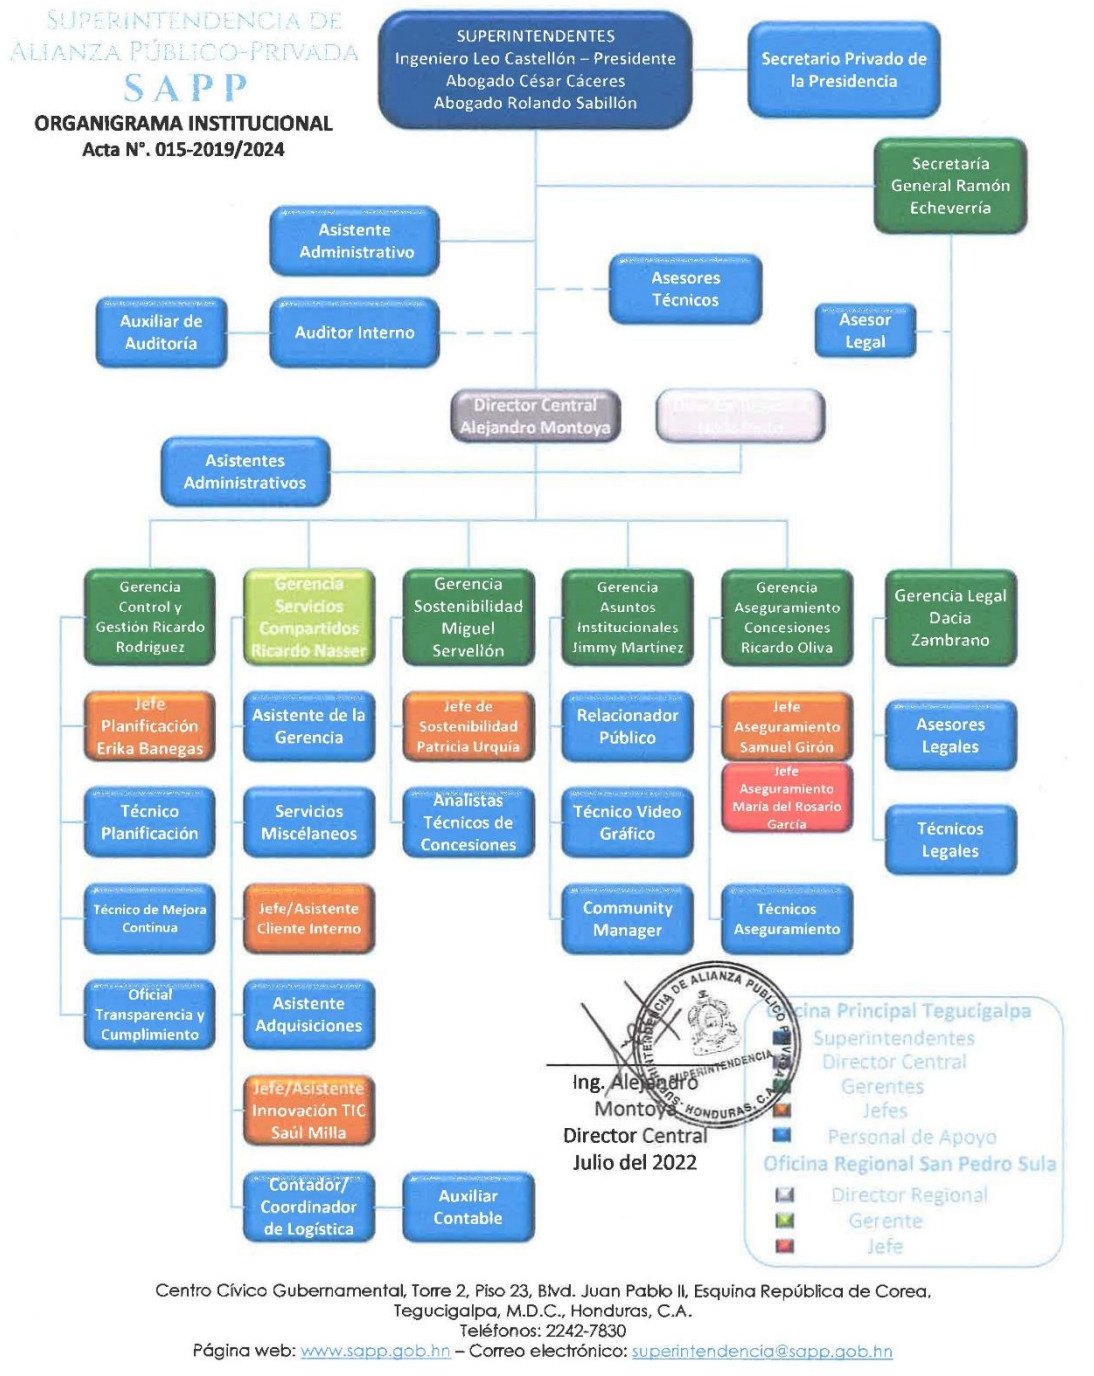 SUPERINTENDENCIA DE
ALIANZA PÚBLICO-PRIVADA
SAPP
ORGANIGRAMA INSTITUCIONAL
Acta N°. 015-2019/2024
SUPERINTENDENTES
Ingeniero Leo Castellón – Presidente
Abogado César Cáceres
Abogado Rolando Sabillón
Secretario Privado de
la Presidencia
Secretaría
General Ramón
Echeverría
Asistente
Administrativo
Asesores
Técnicos
Auxiliar de
Auditoría
Auditor Interno
Asesor
Legal
Director Central
Alejandro Montoya
Asistentes
Administrativos
Gerencia
Control y
Gestión Ricardo
Rodriguez
Gerencia
Servicios
Compartidos
Ricardo Nasser
Gerencia
Sostenibilidad
Miguel
Servellón
Gerencia
Asuntos
Institucionales
Jimmy Martínez
Gerencia
Aseguramiento
Concesiones
Ricardo Oliva
Gerencia Legal
Dacia
Zambrano
Jefe
Planificación
Erika Banegas
Técnico
Planificación
Técnico de Mejora
Continua
Oficial
Transparencia y
Cumplimiento
Asistente de la
Gerencia
Servicios
Miscélaneos
Jefe/Asistente
Cliente Interno
Asistente
Adquisiciones
Jefe/Asistente
Innovación TIC
Saúl Milla
Contador/
Coordinador
de Logística
Auxiliar
Contable
Jefe de
Sostenibilidad
Patricia Urquía
Analistas
Técnicos de
Concesiones
Relacionador
Público
Técnico Video
Gráfico
Community
Manager
Jefe
Aseguramiento
Samuel Girón
Jefe
Aseguramiento
María del Rosario
García
Técnicos
Aseguramiento
Asesores
Legales
Técnicos
Legales
SUPERINTENDENCIA DE ALIANZA PUBLICO PRIVADA
SUPERINTENDENCIA
HONDURAS, C.A.
Ing. Alejandro
Montoya
Director Central
Julio del 2022
Oficina Principal Tegucigalpa
Superintendentes
Director Central
Gerentes
Jefes
Personal de Apoyo
Oficina Regional San Pedro Sula
Director Regional
Gerente
Jefe
Centro Cívico Gubernamental, Torre 2, Piso 23, Blvd. Juan Pablo II, Esquina República de Corea,
Tegucigalpa, M.D.C., Honduras, C.A.
Teléfonos: 2242-7830
Página web: www.sapp.gob.hn – Correo electrónico: superintendencia@sapp.gob.hn